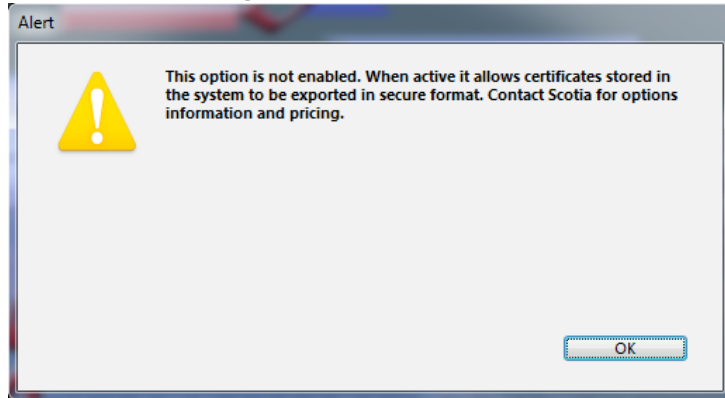 Alert
This option is not enabled. When active it allows certificates stored in
the system to be exported in secure format. Contact Scotia for options
information and pricing.
OK